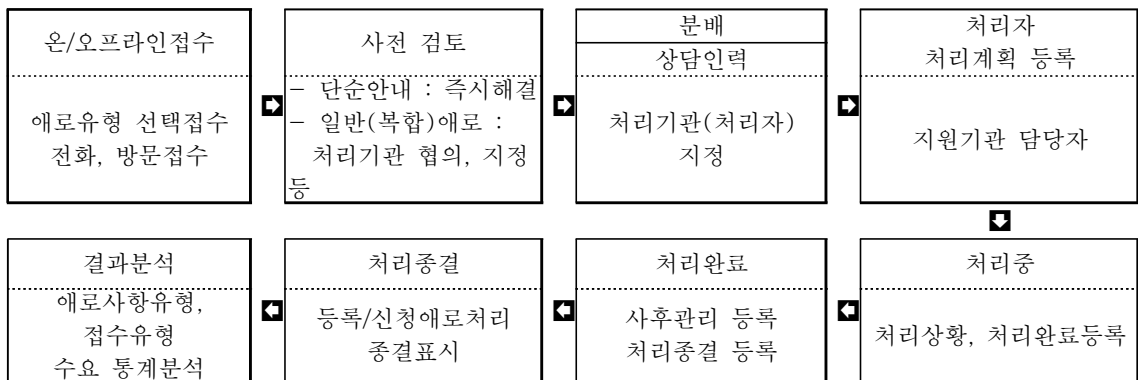 온/오프라인접수
애로유형 선택접수
전화, 방문접수
사전 검토
- 단순안내 : 즉시해결
- 일반(복합)애로 :
처리기관 협의, 지정
등
분배
상담인력
처리기관(처리자)
지정
처리자
처리계획 등록
지원기관 담당자
처리중
처리상황, 처리완료등록
처리완료
사후관리 등록
처리종결 등록
처리종결
등록/신청애로처리
종결표시
결과분석
애로사항유형,
접수유형
수요 통계분석